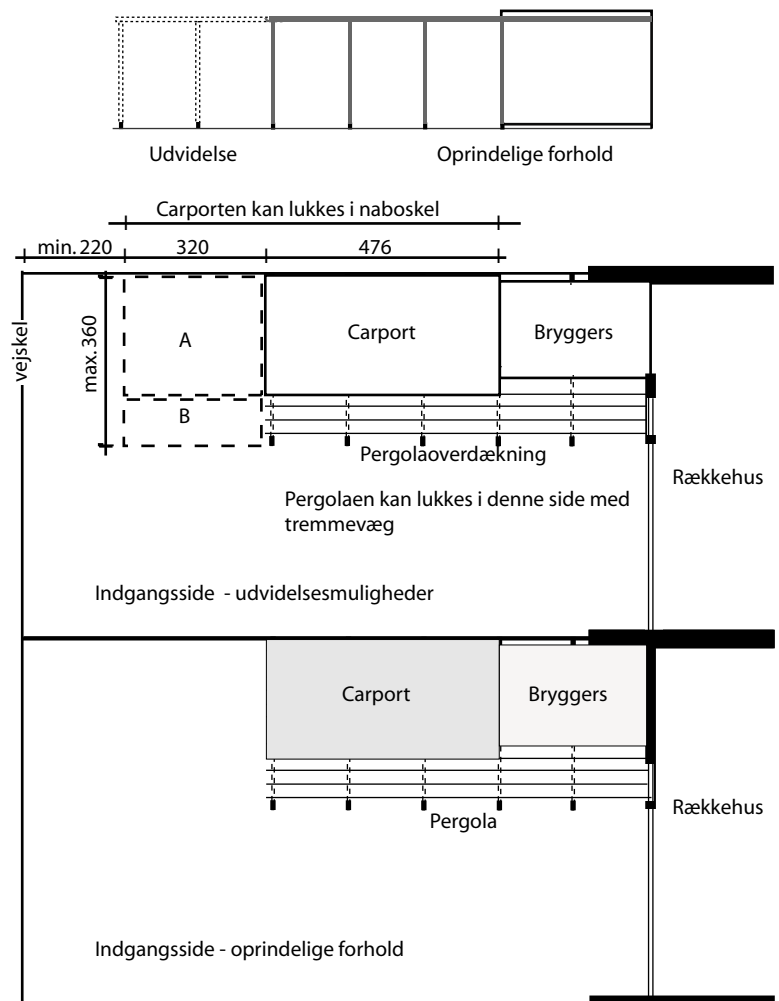 Udvidelse
Oprindelige forhold
Carporten kan lukkes i naboskel
min. 220
320
476
vejskel
max. 360
A
Carport
Bryggers
B
Pergolaoverdækning
Rækkehus
Pergolaen kan lukkes i denne side med
tremmevæg
Indgangsside - udvidelsesmuligheder
Carport
Bryggers
Pergola
Rækkehus
Indgangsside - oprindelige forhold